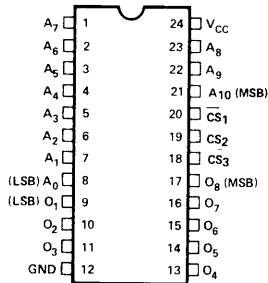 A₇ 1 24 V_CC
A₆ 2 23 A₈
A₅ 3 22 A₉
A₄ 4 21 A₁₀ (MSB)
A₃ 5 20 C̅S̅₁
A₂ 6 19 CS₂
A₁ 7 18 CS₃
(LSB) A₀ 8 17 O₈ (MSB)
(LSB) O₁ 9 16 O₇
O₂ 10 15 O₆
O₃ 11 14 O₅
GND 12 13 O₄